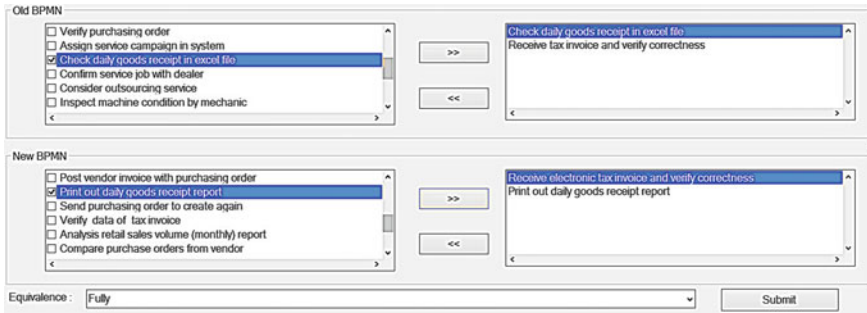 Old BPMN
Verify purchasing order
Assign service campaign in system
Check daily goods receipt in excel file
Confirm service job with dealer
Consider outsourcing service
Inspect machine condition by mechanic
>>
<<
Check daily goods receipt in excel file
Receive tax invoice and verify correctness
New BPMN
Post vendor invoice with purchasing order
Print out daily goods receipt report
Send purchasing order to create again
Verify data of tax invoice
Analysis retail sales volume (monthly) report
Compare purchase orders from vendor
>>
<<
Receive electronic tax invoice and verify correctness
Print out daily goods receipt report
Equivalence : Fully Submit